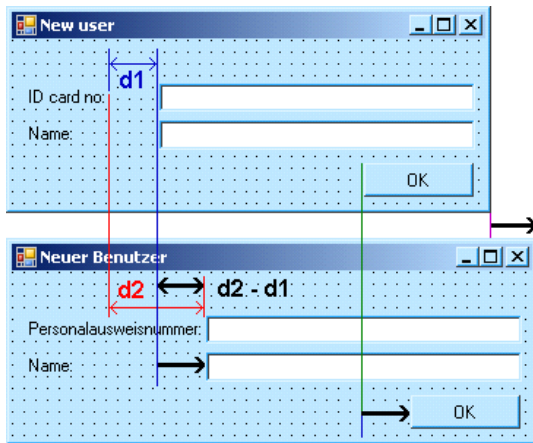 New user
d1
ID card no:
Name:
OK
Neuer Benutzer
d2 d2 - d1
Personalausweisnummer:
Name:
OK